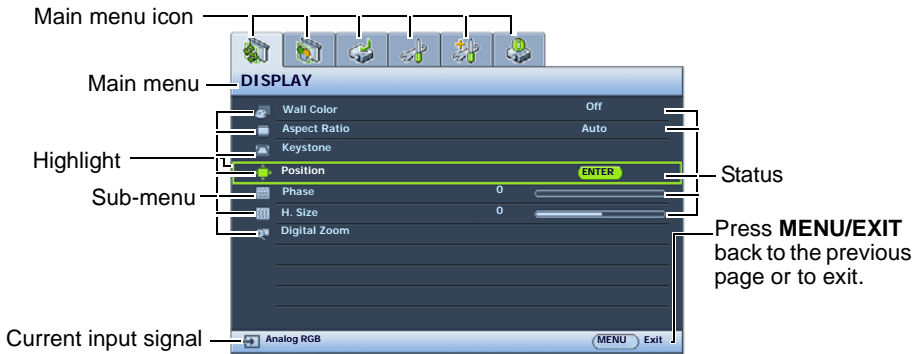 Main menu icon
Main menu
DISPLAY
Wall Color Off
Aspect Ratio Auto
Keystone
Highlight
Position ENTER
Status
Sub-menu
Phase 0
H. Size 0
Digital Zoom
Press MENU/EXIT
back to the previous
page or to exit.
Current input signal
Analog RGB
MENU Exit